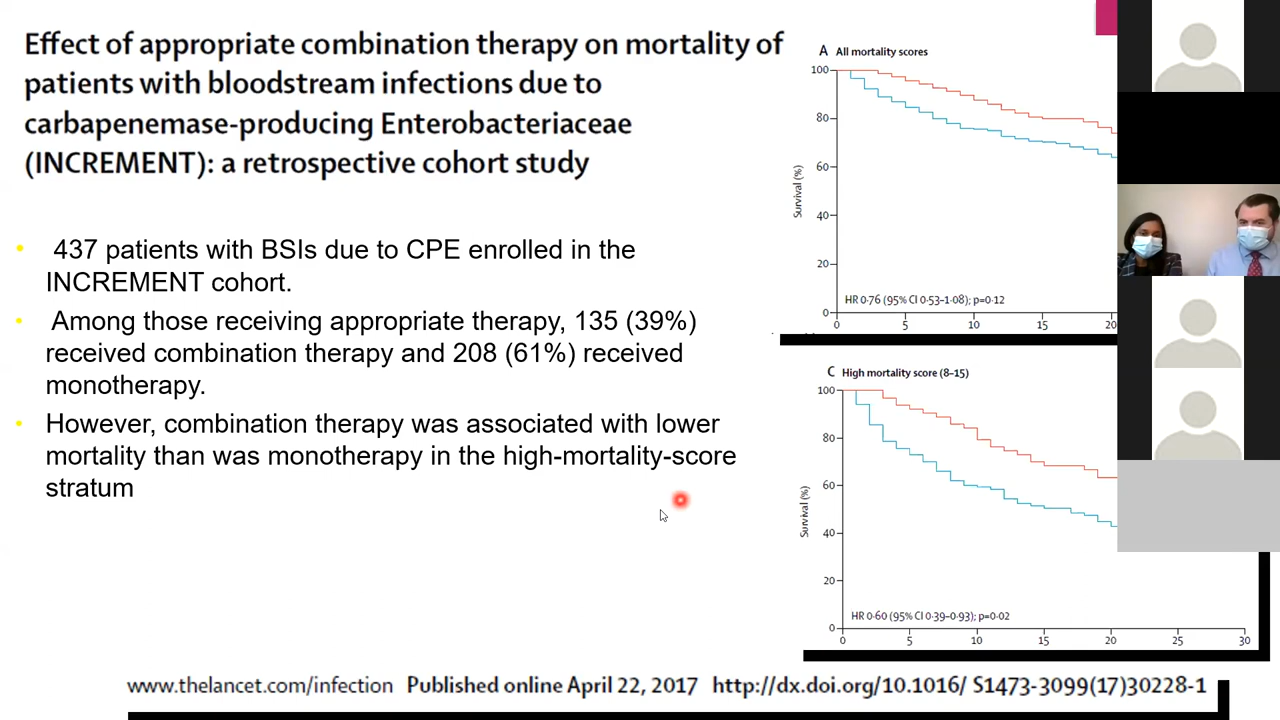 Effect of appropriate combination therapy on mortality of
patients with bloodstream infections due to
carbapenemase-producing Enterobacteriaceae
(INCREMENT): a retrospective cohort study
• 437 patients with BSIs due to CPE enrolled in the
INCREMENT cohort.
• Among those receiving appropriate therapy, 135 (39%)
received combination therapy and 208 (61%) received
monotherapy.
• However, combination therapy was associated with lower
mortality than was monotherapy in the high-mortality-score
stratum
A All mortality scores
100
80
60
40
20
0
Survival (%)
HR 0·76 (95% CI 0·53–1·08); p=0·12
0 5 10 15 20
C High mortality score (8–15)
100
80
60
40
20
0
Survival (%)
HR 0·60 (95% CI 0·39–0·93); p=0·02
0 5 10 15 20 25 30
www.thelancet.com/infection Published online April 22, 2017 http://dx.doi.org/10.1016/ S1473-3099(17)30228-1